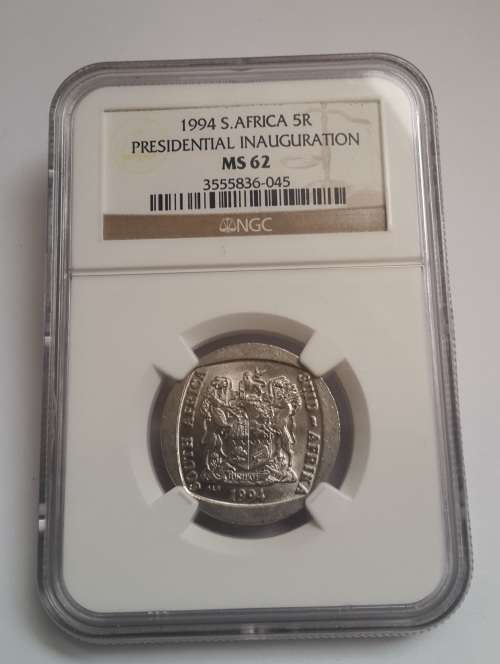 1994 S.AFRICA 5R
PRESIDENTIAL INAUGURATION
MS 62
3555836-045
NGC
SOUTH AFRICA
SUID-AFRIKA
1994